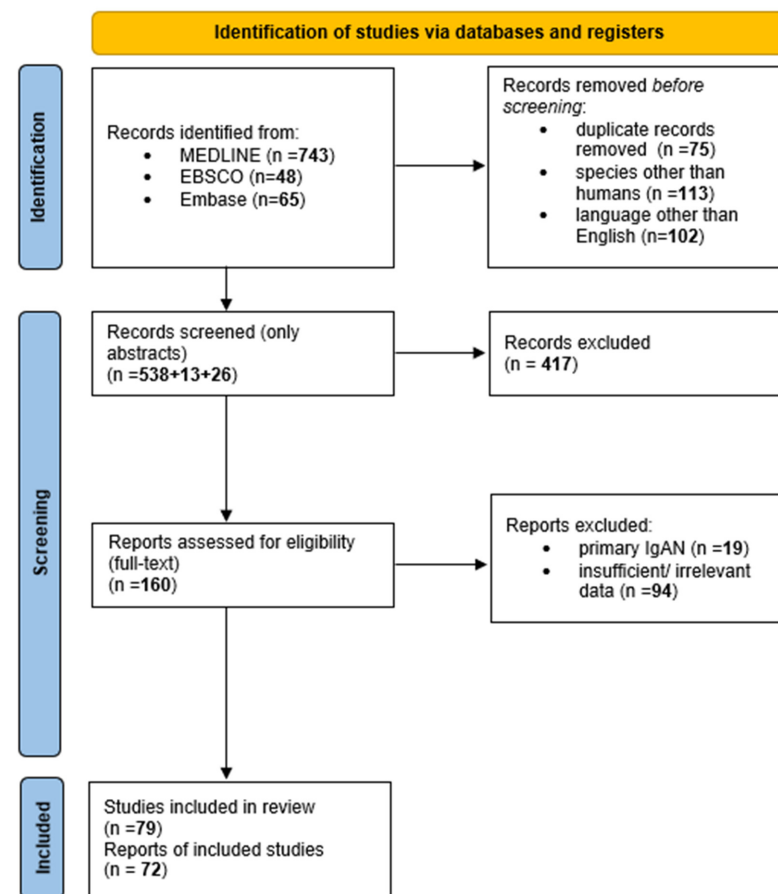 Identification of studies via databases and registers
Identification
Records identified from:
• MEDLINE (n =743)
• EBSCO (n=48)
• Embase (n=65)
Records removed before
screening:
• duplicate records
removed (n =75)
• species other than
humans (n =113)
• language other than
English (n=102)
Screening
Records screened (only
abstracts)
(n =538+13+26)
Records excluded
(n = 417)
Reports assessed for eligibility
(full-text)
(n =160)
Reports excluded:
• primary IgAN (n =19)
• insufficient/ irrelevant
data (n =94)
Included
Studies included in review
(n =79)
Reports of included studies
(n = 72)